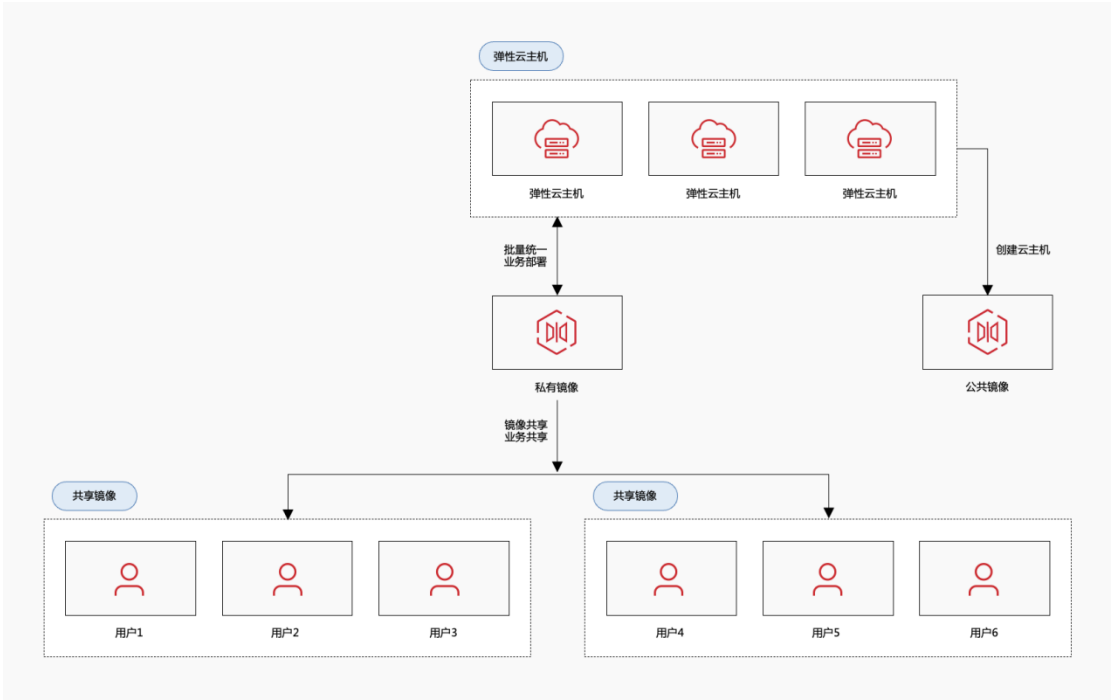 弹性云主机
弹性云主机
弹性云主机
弹性云主机
批量统一
业务部署
创建云主机
私有镜像
公共镜像
镜像共享
业务共享
共享镜像
共享镜像
用户1
用户2
用户3
用户4
用户5
用户6